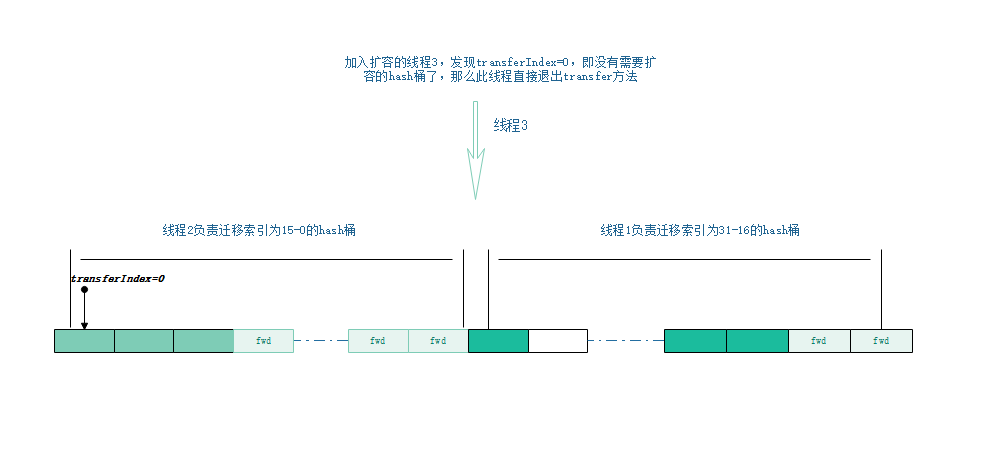 加入扩容的线程3，发现transferIndex=0，即没有需要扩
容的hash桶了，那么此线程直接退出transfer方法
线程3
线程2负责迁移索引为15-0的hash桶
线程1负责迁移索引为31-16的hash桶
transferIndex=0
fwd
fwd
fwd
fwd
fwd